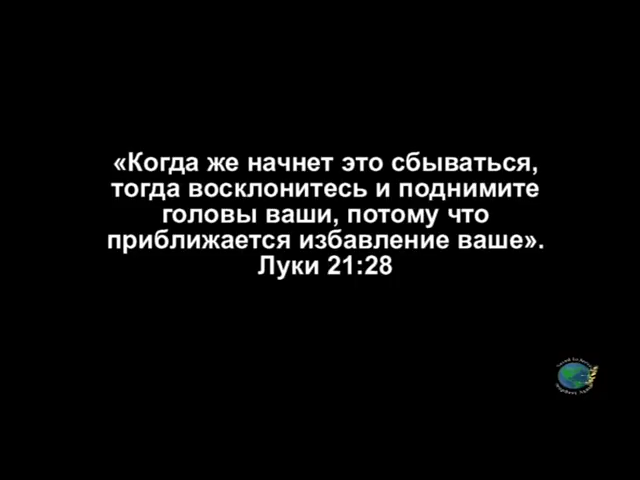 «Когда же начнет это сбываться,
тогда восклонитесь и поднимите
головы ваши, потому что
приближается избавление ваше».
Луки 21:28